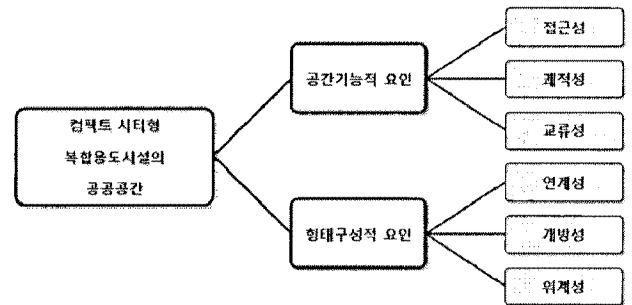 컴팩트 시티형
복합용도시설의
공공공간
공간기능적 요인
접근성
쾌적성
교류성
형태구성적 요인
연계성
개방성
위계성